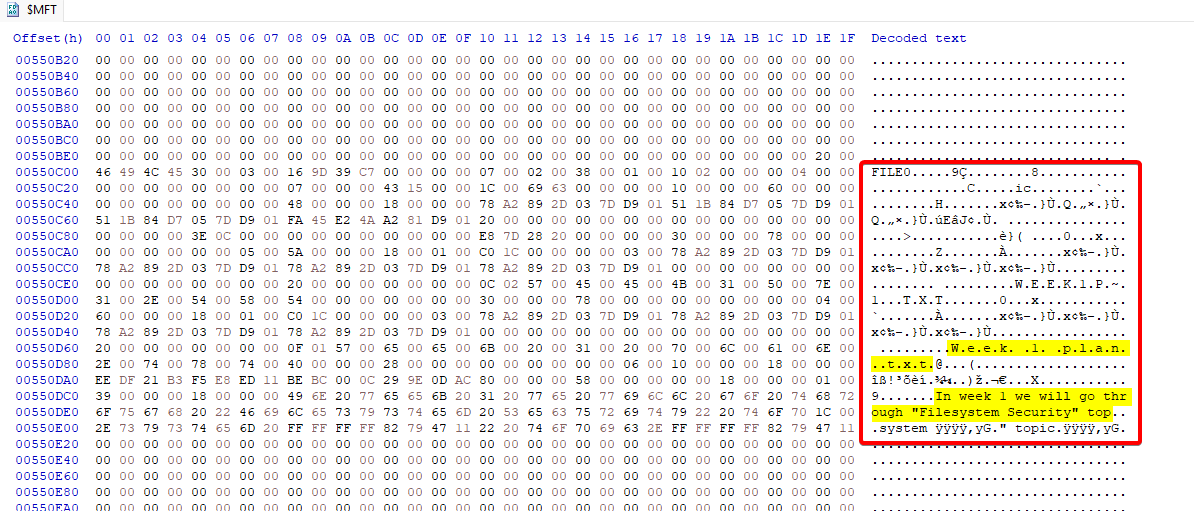 $MFT
Offset(h) 00 01 02 03 04 05 06 07 08 09 0A 0B 0C 0D 0E 0F 10 11 12 13 14 15 16 17 18 19 1A 1B 1C 1D 1E 1F Decoded text
00550B20 00 00 00 00 00 00 00 00 00 00 00 00 00 00 00 00 00 00 00 00 00 00 00 00 00 00 00 00 00 00 00 00 ................................
00550B40 00 00 00 00 00 00 00 00 00 00 00 00 00 00 00 00 00 00 00 00 00 00 00 00 00 00 00 00 00 00 00 00 ................................
00550B60 00 00 00 00 00 00 00 00 00 00 00 00 00 00 00 00 00 00 00 00 00 00 00 00 00 00 00 00 00 00 00 00 ................................
00550B80 00 00 00 00 00 00 00 00 00 00 00 00 00 00 00 00 00 00 00 00 00 00 00 00 00 00 00 00 00 00 00 00 ................................
00550BA0 00 00 00 00 00 00 00 00 00 00 00 00 00 00 00 00 00 00 00 00 00 00 00 00 00 00 00 00 00 00 00 00 ................................
00550BC0 00 00 00 00 00 00 00 00 00 00 00 00 00 00 00 00 00 00 00 00 00 00 00 00 00 00 00 00 00 00 00 00 ................................
00550BE0 00 00 00 00 00 00 00 00 00 00 00 00 00 00 00 00 00 00 00 00 00 00 00 00 00 00 00 00 00 00 20 00 .............................. .
00550C00 46 49 4C 45 30 00 03 00 16 9D 39 C7 00 00 00 00 07 00 02 00 38 00 01 00 10 02 00 00 00 04 00 00 FILE0.....9Ç........8...........
00550C20 00 00 00 00 00 00 00 00 07 00 00 00 43 15 00 00 1C 00 69 63 00 00 00 00 10 00 00 00 60 00 00 00 ............C.....ic........`...
00550C40 00 00 00 00 00 00 00 00 48 00 00 00 18 00 00 00 78 A2 89 2D 03 7D D9 01 51 1B 84 D7 05 7D D9 01 ........H.......x¢‰-.}Ù.Q.„×.}Ù.
00550C60 51 1B 84 D7 05 7D D9 01 FA 45 E2 4A A2 81 D9 01 20 00 00 00 00 00 00 00 00 00 00 00 00 00 00 00 Q.„×.}Ù.úEâJ¢.Ù. ...............
00550C80 00 00 00 00 3E 0C 00 00 00 00 00 00 00 00 00 00 E8 7D 28 20 00 00 00 00 30 00 00 00 78 00 00 00 ....>...........è}( ....0...x...
00550CA0 00 00 00 00 00 00 05 00 5A 00 00 00 18 00 01 00 C0 1C 00 00 00 00 03 00 78 A2 89 2D 03 7D D9 01 ........Z.......À.......x¢‰-.}Ù.
00550CC0 78 A2 89 2D 03 7D D9 01 78 A2 89 2D 03 7D D9 01 78 A2 89 2D 03 7D D9 01 00 00 00 00 00 00 00 00 x¢‰-.}Ù.x¢‰-.}Ù.x¢‰-.}Ù.........
00550CE0 00 00 00 00 00 00 00 00 20 00 00 00 00 00 00 00 0C 02 57 00 45 00 45 00 4B 00 31 00 50 00 7E 00 ........ .........W.E.E.K.1.P.~.
00550D00 31 00 2E 00 54 00 58 00 54 00 00 00 00 00 00 00 30 00 00 00 78 00 00 00 00 00 00 00 00 00 04 00 1...T.X.T.......0...x...........
00550D20 60 00 00 00 18 00 01 00 C0 1C 00 00 00 00 03 00 78 A2 89 2D 03 7D D9 01 78 A2 89 2D 03 7D D9 01 `.......À.......x¢‰-.}Ù.x¢‰-.}Ù.
00550D40 78 A2 89 2D 03 7D D9 01 78 A2 89 2D 03 7D D9 01 00 00 00 00 00 00 00 00 00 00 00 00 00 00 00 00 x¢‰-.}Ù.x¢‰-.}Ù.................
00550D60 20 00 00 00 00 00 00 00 0F 01 57 00 65 00 65 00 6B 00 20 00 31 00 20 00 70 00 6C 00 61 00 6E 00  .........W.e.e.k. .1. .p.l.a.n.
00550D80 2E 00 74 00 78 00 74 00 40 00 00 00 28 00 00 00 00 00 00 00 00 00 06 00 10 00 00 00 18 00 00 00 ..t.x.t.@...(...................
00550DA0 EE DF 21 B3 F5 E8 ED 11 BE BC 00 0C 29 9E 0D AC 80 00 00 00 58 00 00 00 00 00 18 00 00 00 01 00 îß!³õèí.¾¼..)ž.¬€...X...........
00550DC0 39 00 00 00 18 00 00 00 49 6E 20 77 65 65 6B 20 31 20 77 65 20 77 69 6C 6C 20 67 6F 20 74 68 72 9.......In week 1 we will go thr
00550DE0 6F 75 67 68 20 22 46 69 6C 65 73 79 73 74 65 6D 20 53 65 63 75 72 69 74 79 22 20 74 6F 70 1C 00 ough "Filesystem Security" top..
00550E00 2E 73 79 73 74 65 6D 20 FF FF FF FF 82 79 47 11 22 20 74 6F 70 69 63 2E FF FF FF FF 82 79 47 11 .system ÿÿÿÿ‚yG." topic.ÿÿÿÿ‚yG.
00550E20 00 00 00 00 00 00 00 00 00 00 00 00 00 00 00 00 00 00 00 00 00 00 00 00 00 00 00 00 00 00 00 00 ................................
00550E40 00 00 00 00 00 00 00 00 00 00 00 00 00 00 00 00 00 00 00 00 00 00 00 00 00 00 00 00 00 00 00 00 ................................
00550E60 00 00 00 00 00 00 00 00 00 00 00 00 00 00 00 00 00 00 00 00 00 00 00 00 00 00 00 00 00 00 00 00 ................................
00550E80 00 00 00 00 00 00 00 00 00 00 00 00 00 00 00 00 00 00 00 00 00 00 00 00 00 00 00 00 00 00 00 00 ................................
00550EA0 00 00 00 00 00 00 00 00 00 00 00 00 00 00 00 00 00 00 00 00 00 00 00 00 00 00 00 00 00 00 00 00 ................................